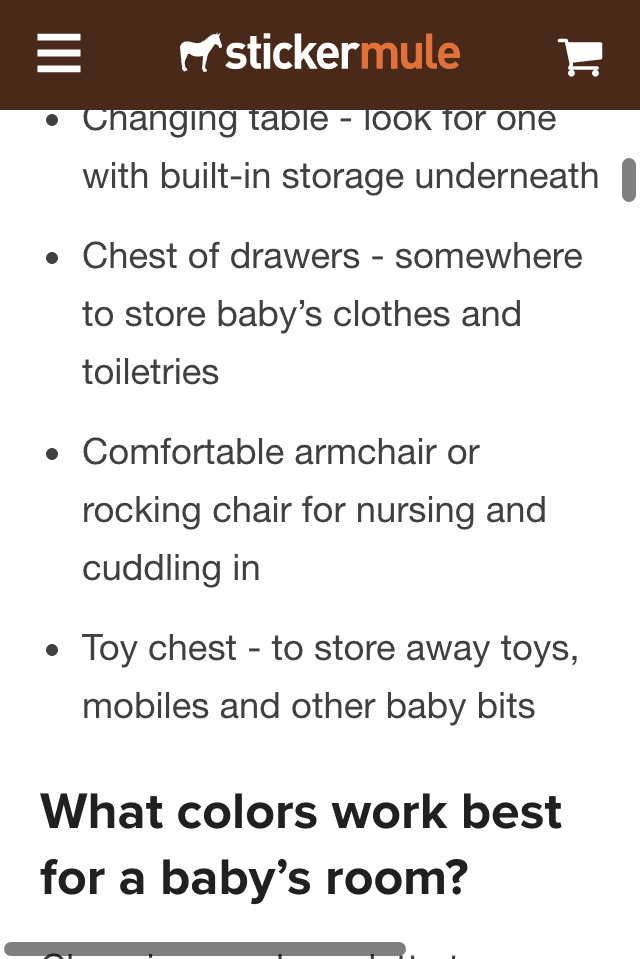 stickermule
Changing table - look for one
with built-in storage underneath
Chest of drawers - somewhere
to store baby’s clothes and
toiletries
Comfortable armchair or
rocking chair for nursing and
cuddling in
Toy chest - to store away toys,
mobiles and other baby bits
What colors work best
for a baby’s room?